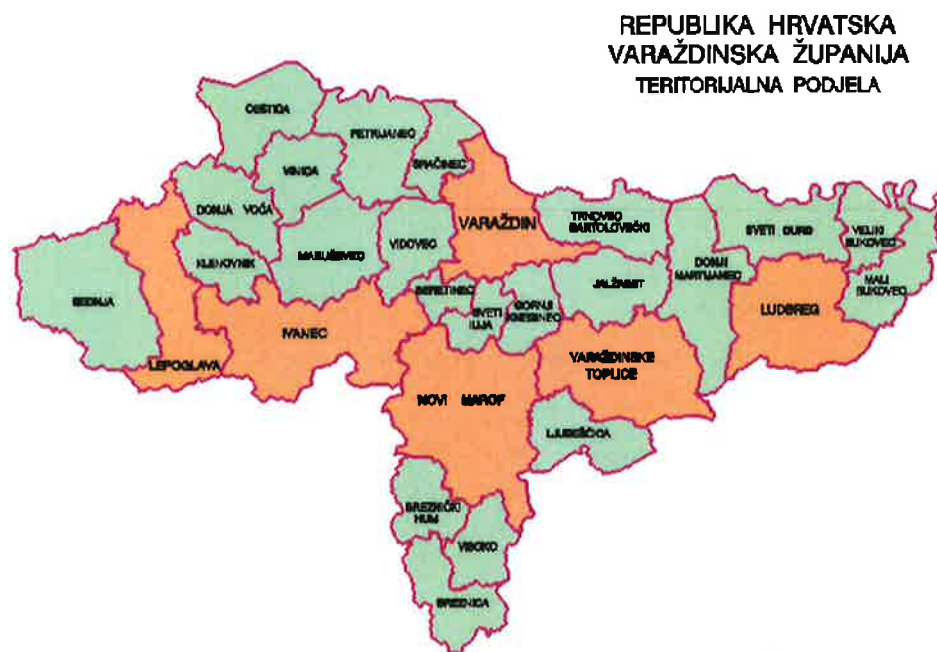 REPUBLIKA HRVATSKA
VARAŽDINSKA ŽUPANIJA
TERITORIJALNA PODJELA
CESTICA
PETRIJANEC
SRAČINEC
VINICA
DONJA VOĆA
VARAŽDIN
TRNOVEC
BARTOLOVEČKI
SVETI ĐURĐ
VELIKI
BUKOVEC
MARUŠEVEC
VIDOVEC
KLENOVNIK
DONJI
MARTIJANEC
MALI
BUKOVEC
BEDNJA
BERETINEC
SVETI
ILIJA
GORNJI
KNEGINEC
JALŽABET
LUDBREG
IVANEC
LEPOGLAVA
VARAŽDINSKE
TOPLICE
NOVI MAROF
LJUBEŠĆICA
BREZNIČKI
HUM
VISOKO
BREZNICA